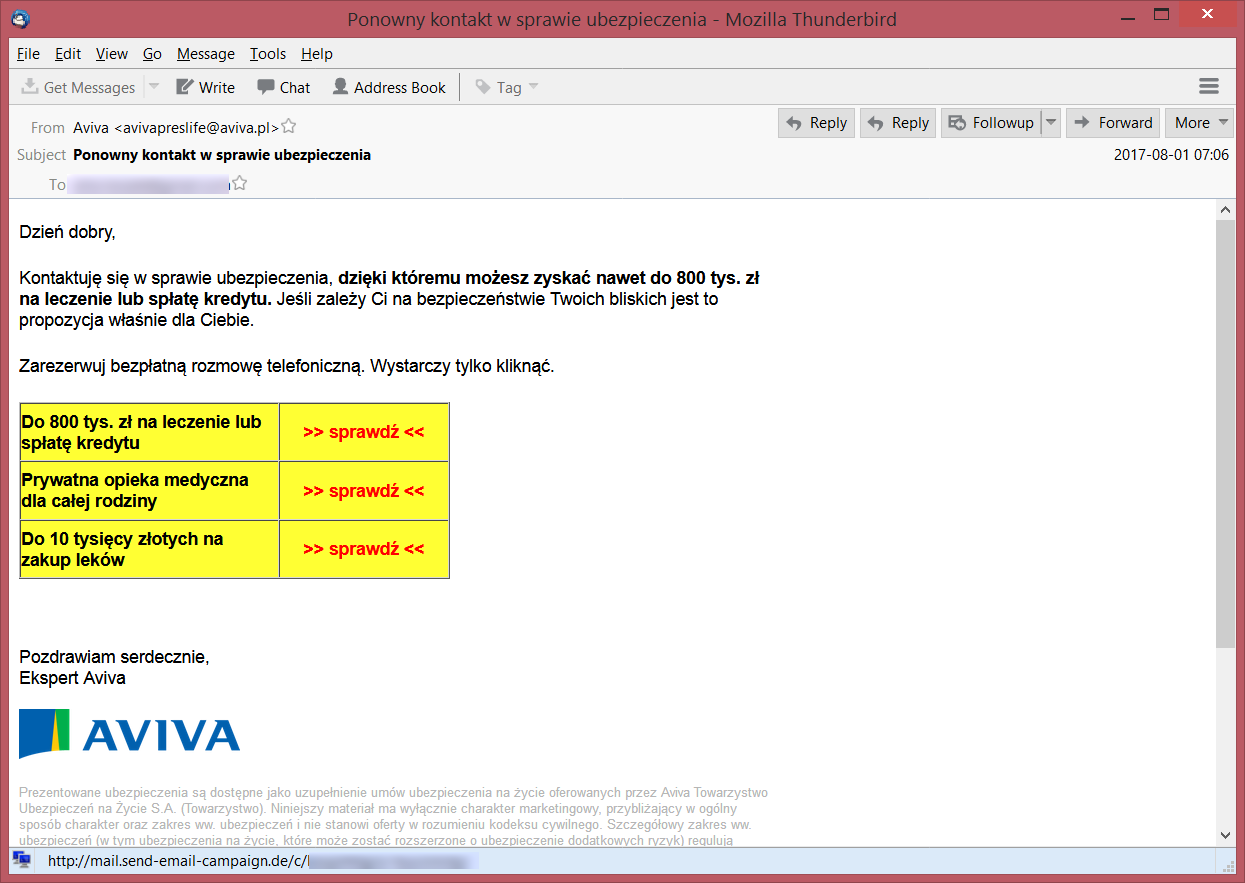 Ponowny kontakt w sprawie ubezpieczenia - Mozilla Thunderbird
File Edit View Go Message Tools Help
Get Messages Write Chat Address Book Tag
From Aviva <avivapreslife@aviva.pl>
Reply Reply Followup Forward More
Subject Ponowny kontakt w sprawie ubezpieczenia
2017-08-01 07:06
To
Dzień dobry,
Kontaktuję się w sprawie ubezpieczenia, dzięki któremu możesz zyskać nawet do 800 tys. zł
na leczenie lub spłatę kredytu. Jeśli zależy Ci na bezpieczeństwie Twoich bliskich jest to
propozycja właśnie dla Ciebie.
Zarezerwuj bezpłatną rozmowę telefoniczną. Wystarczy tylko kliknąć.
Do 800 tys. zł na leczenie lub
spłatę kredytu
>> sprawdź <<
Prywatna opieka medyczna
dla całej rodziny
>> sprawdź <<
Do 10 tysięcy złotych na
zakup leków
>> sprawdź <<
Pozdrawiam serdecznie,
Ekspert Aviva
AVIVA
Prezentowane ubezpieczenia są dostępne jako uzupełnienie umów ubezpieczenia na życie oferowanych przez Aviva Towarzystwo
Ubezpieczeń na Życie S.A. (Towarzystwo). Niniejszy materiał ma wyłącznie charakter marketingowy, przybliżający w ogólny
sposób charakter oraz zakres ww. ubezpieczeń i nie stanowi oferty w rozumieniu kodeksu cywilnego. Szczegółowy zakres ww.
ubezpieczeń (w tym ubezpieczenia na życie, które może zostać rozszerzone o ubezpieczenie dodatkowych ryzyk) regulują
http://mail.send-email-campaign.de/c/